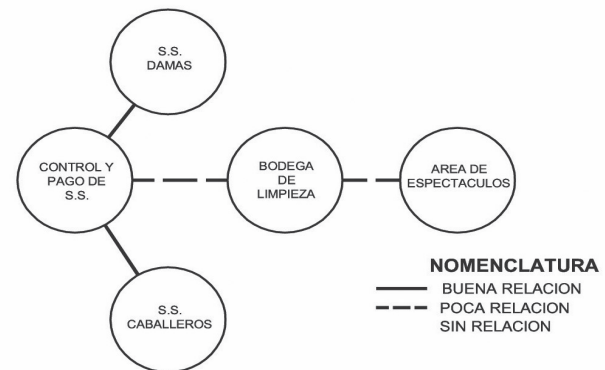 S.S.
DAMAS
CONTROL Y
PAGO DE
S.S.
BODEGA
DE
LIMPIEZA
AREA DE
ESPECTACULOS
S.S.
CABALLEROS
NOMENCLATURA
BUENA RELACION
POCA RELACION
SIN RELACION